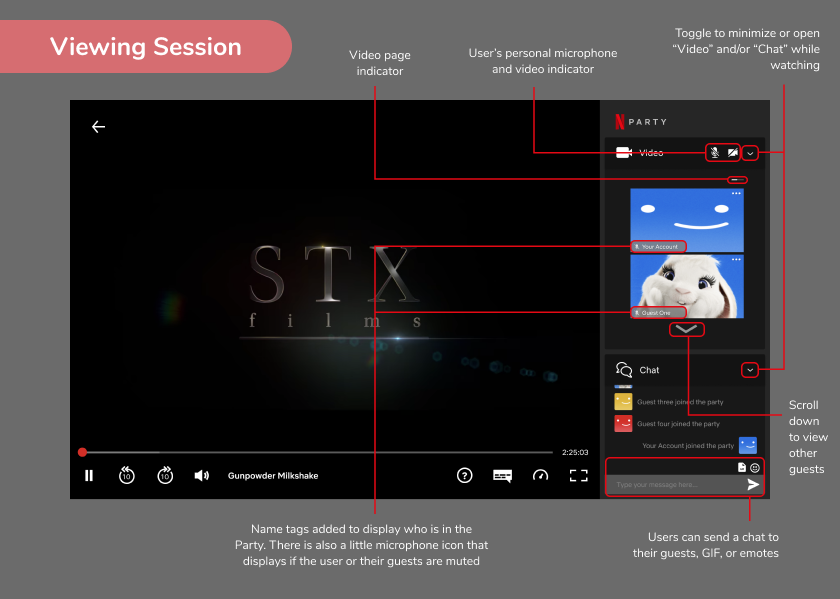 Viewing Session
Video page
indicator
User's personal microphone
and video indicator
Toggle to minimize or open
“Video” and/or “Chat” while
watching
PARTY
Video
Your Account
Guest One
STX
films
Chat
Guest three joined the party
Guest four joined the party
Your Account joined the party
Type your message here...
2:25:03
10
10
Gunpowder Milkshake
Scroll
down
to view
other
guests
Name tags added to display who is in the
Party. There is also a little microphone icon that
displays if the user or their guests are muted
Users can send a chat to
their guests, GIF, or emotes